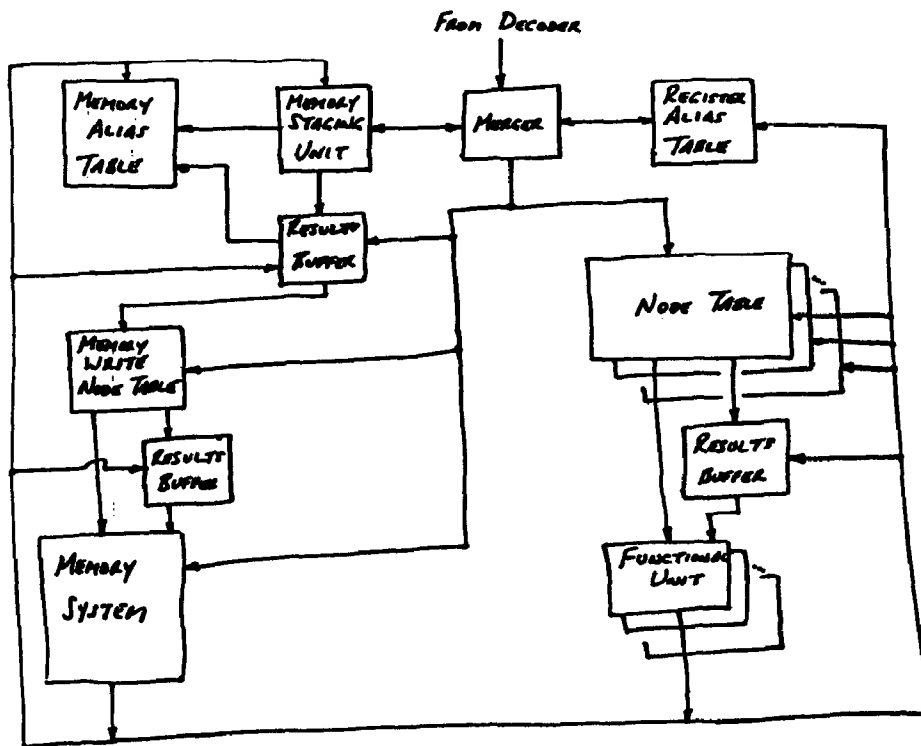 FROM DECODER
MEMORY
ALIAS
TABLE
MEMORY
STAGING
UNIT
MERGER
REGISTER
ALIAS
TABLE
RESULTS
BUFFER
NODE TABLE
MEMORY
WRITE
NODE TABLE
RESULTS
BUFFER
RESULTS
BUFFER
MEMORY
SYSTEM
FUNCTIONAL
UNIT